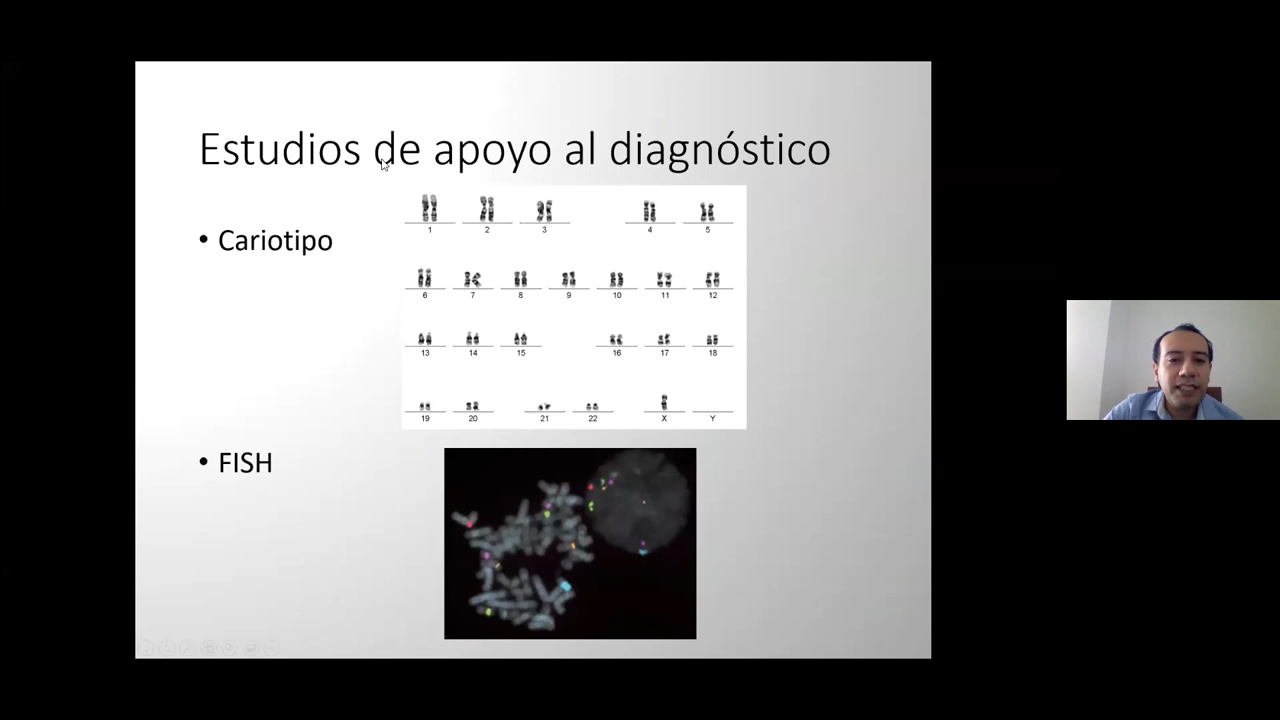 Estudios de apoyo al diagnóstico
• Cariotipo
1 2 3 4 5
6 7 8 9 10 11 12
13 14 15 16 17 18
19 20 21 22 X Y
• FISH